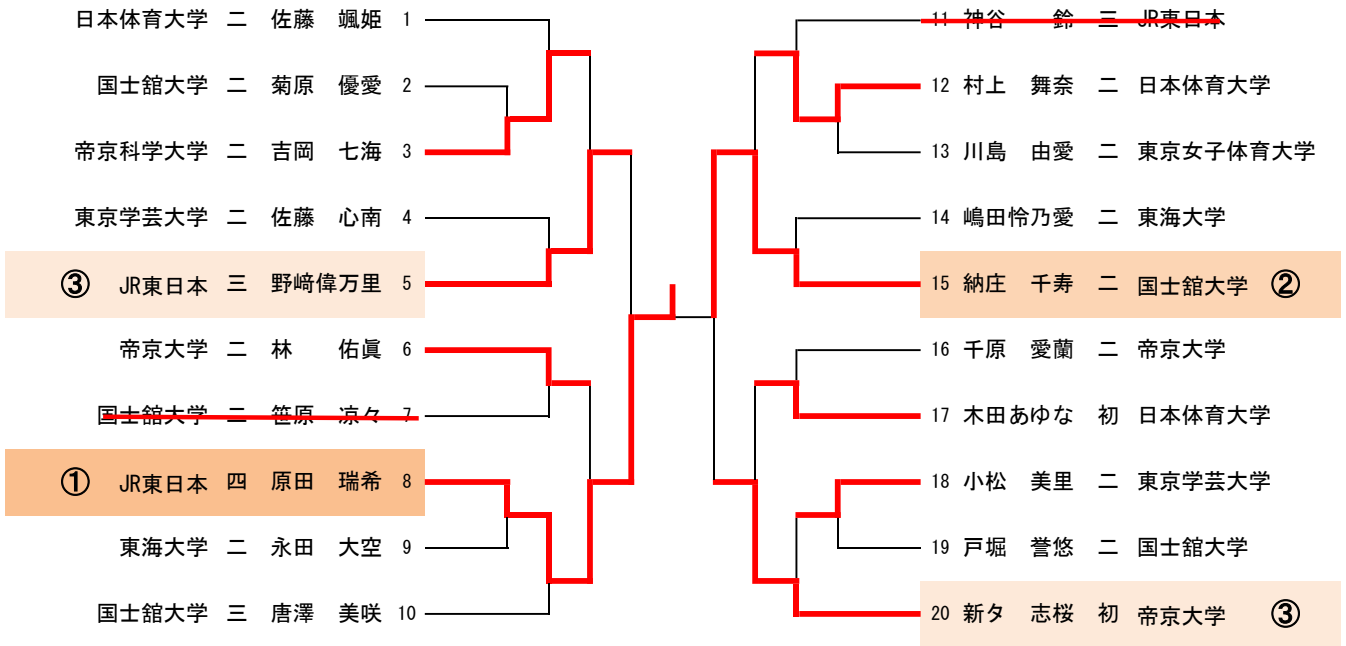 日本体育大学 二 佐藤 颯姫 1
国士舘大学 二 菊原 優愛 2
帝京科学大学 二 吉岡 七海 3
東京学芸大学 二 佐藤 心南 4
③ JR東日本 三 野﨑偉万里 5
帝京大学 二 林 佑眞 6
国士舘大学 二 笹原 凉々 7
① JR東日本 四 原田 瑞希 8
東海大学 二 永田 大空 9
国士舘大学 三 唐澤 美咲 10
11 神谷 鈴 三 JR東日本
12 村上 舞奈 二 日本体育大学
13 川島 由愛 二 東京女子体育大学
14 嶋田怜乃愛 二 東海大学
15 納庄 千寿 二 国士舘大学 ②
16 千原 愛蘭 二 帝京大学
17 木田あゆな 初 日本体育大学
18 小松 美里 二 東京学芸大学
19 戸堀 誉悠 二 国士舘大学
20 新タ 志桜 初 帝京大学 ③